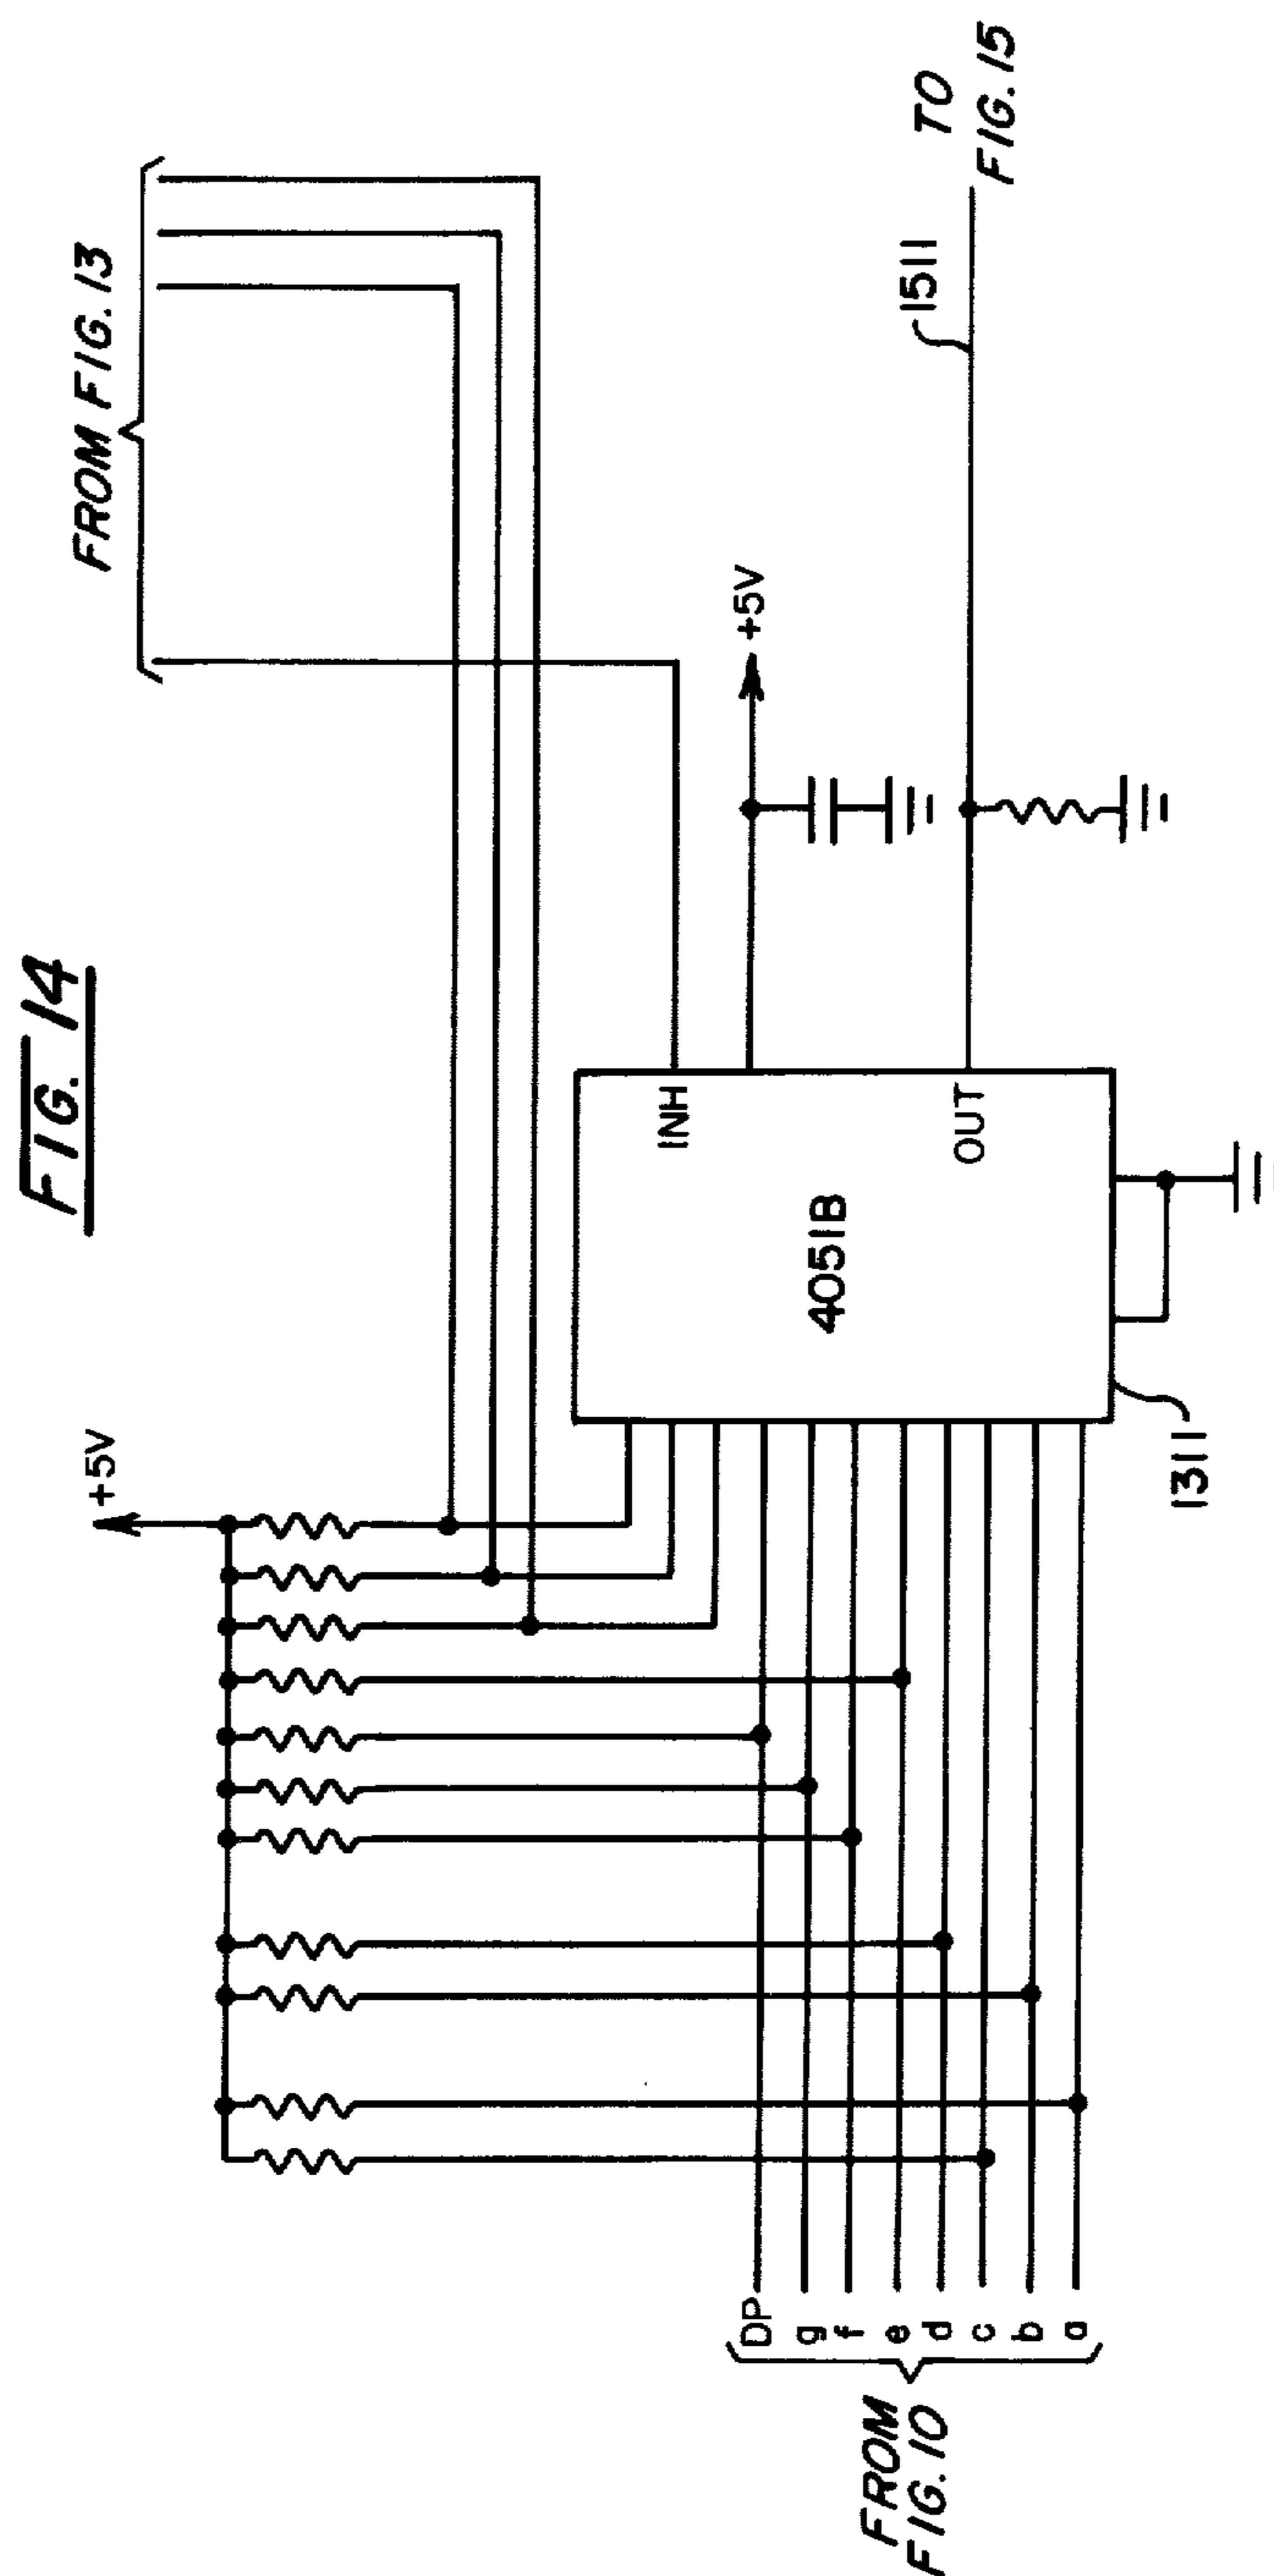 FIG. 14
FROM FIG. 13
+5V
INH
+5V
4051B
OUT
1511
TO
FIG. 15
1311
DP
g
f
e
d
c
b
a
FROM
FIG. 10